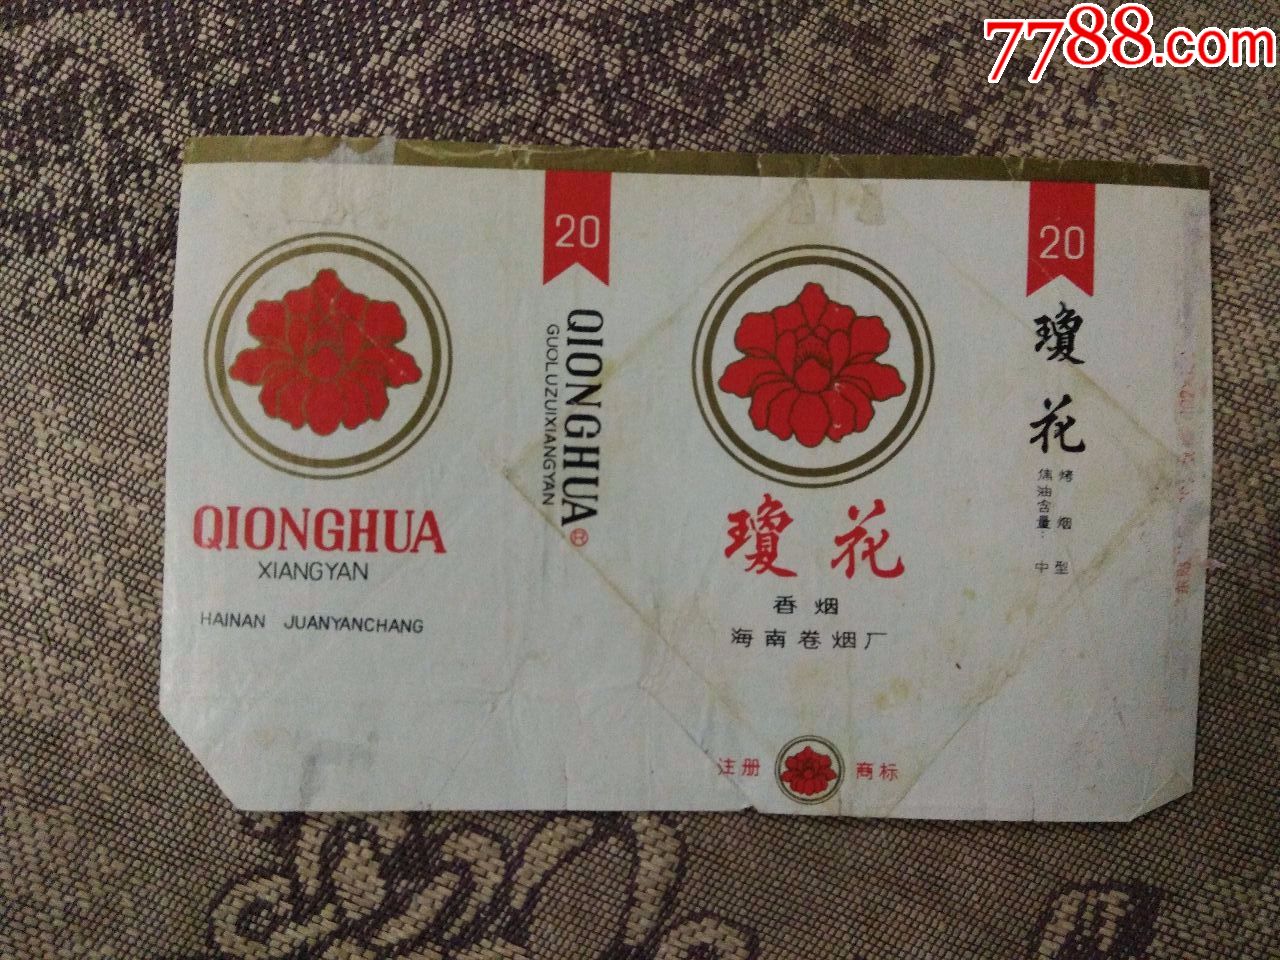 7788.com
QIONGHUA
XIANGYAN
HAINAN JUANYANCHANG
20
QIONGHUA®
GUOLUZUIXIANGYAN
瓊花
香烟
海南卷烟厂
注册 商标
20
瓊花
烤烟型
焦油含量:中